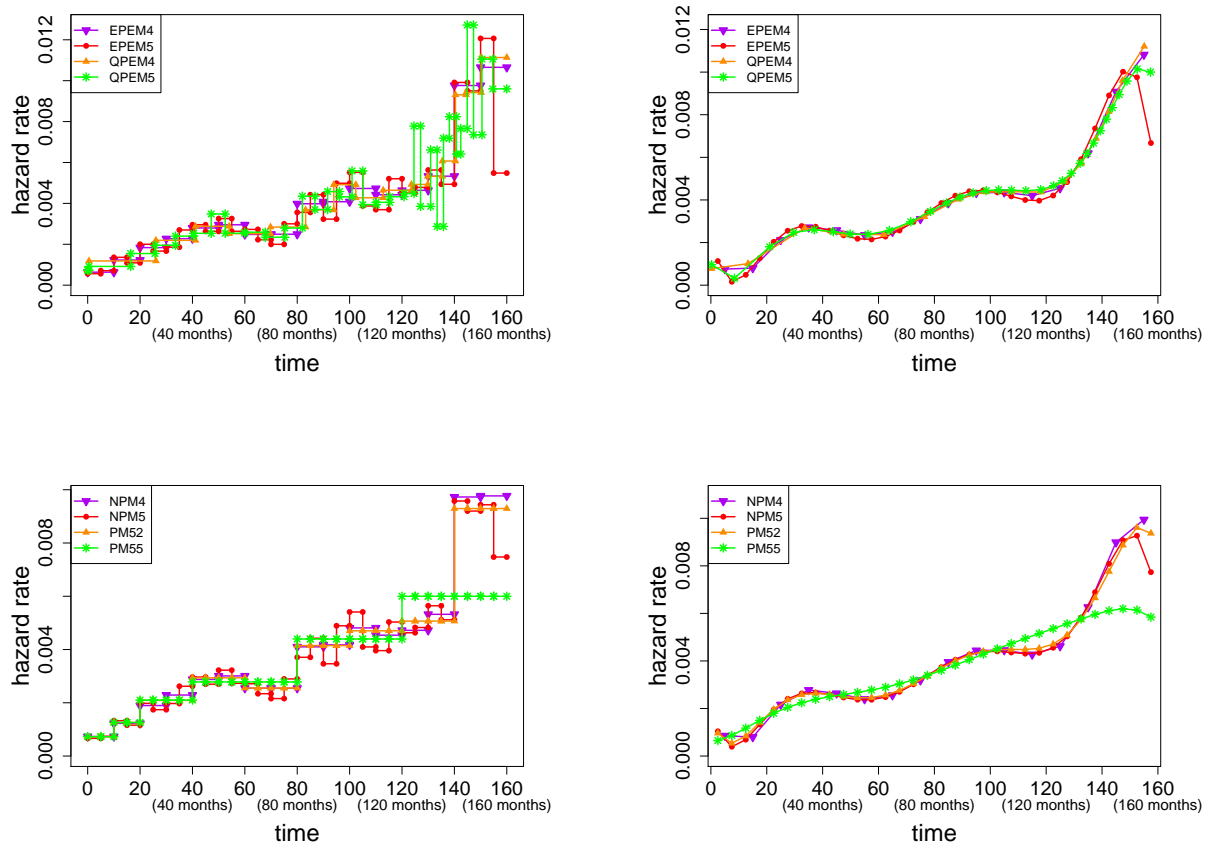 EPEM4
EPEM5
QPEM4
QPEM5
hazard rate
0.000 0.004 0.008 0.012
0 20 40 60 80 100 120 140 160
(40 months) (80 months) (120 months) (160 months)
time
EPEM4
EPEM5
QPEM4
QPEM5
hazard rate
0.000 0.004 0.008 0.012
0 20 40 60 80 100 120 140 160
(40 months) (80 months) (120 months) (160 months)
time
NPM4
NPM5
PM52
PM55
hazard rate
0.000 0.004 0.008
0 20 40 60 80 100 120 140 160
(40 months) (80 months) (120 months) (160 months)
time
NPM4
NPM5
PM52
PM55
hazard rate
0.000 0.004 0.008
0 20 40 60 80 100 120 140 160
(40 months) (80 months) (120 months) (160 months)
time